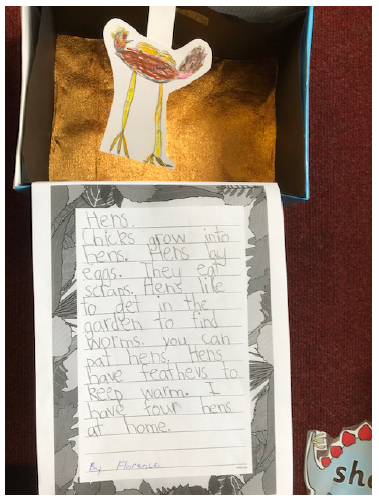 Hens.
Chicks grow into
hens. Hens lay
eggs. They eat
scraps. Hens like
to det in the
garden to find
worms. you can
pat hens. Hens
have feathers to
keep warm. I
have four hens
at home.
By Florence
sh